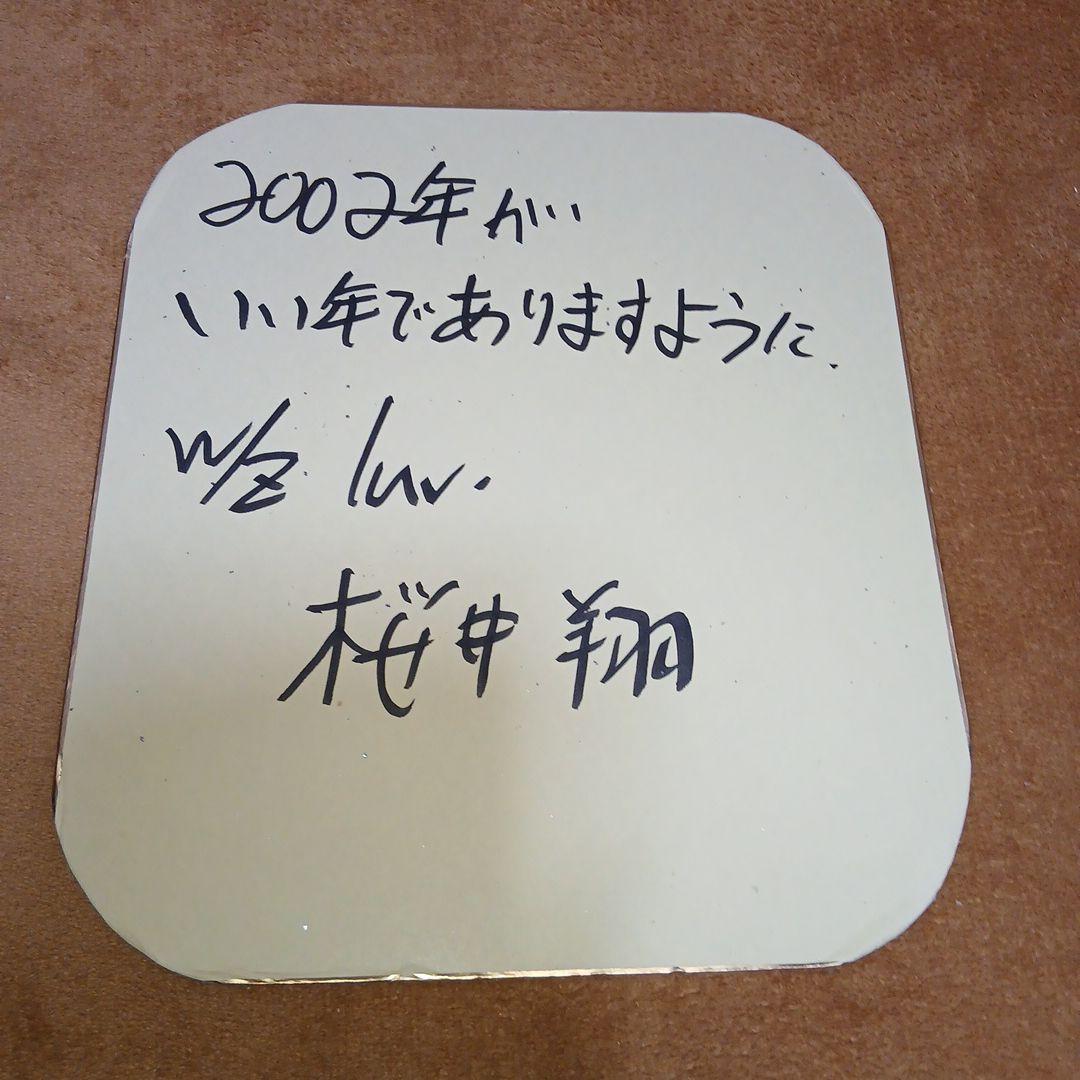 2002年が
いい年でありますように.
w/z luv.
桜井 翔